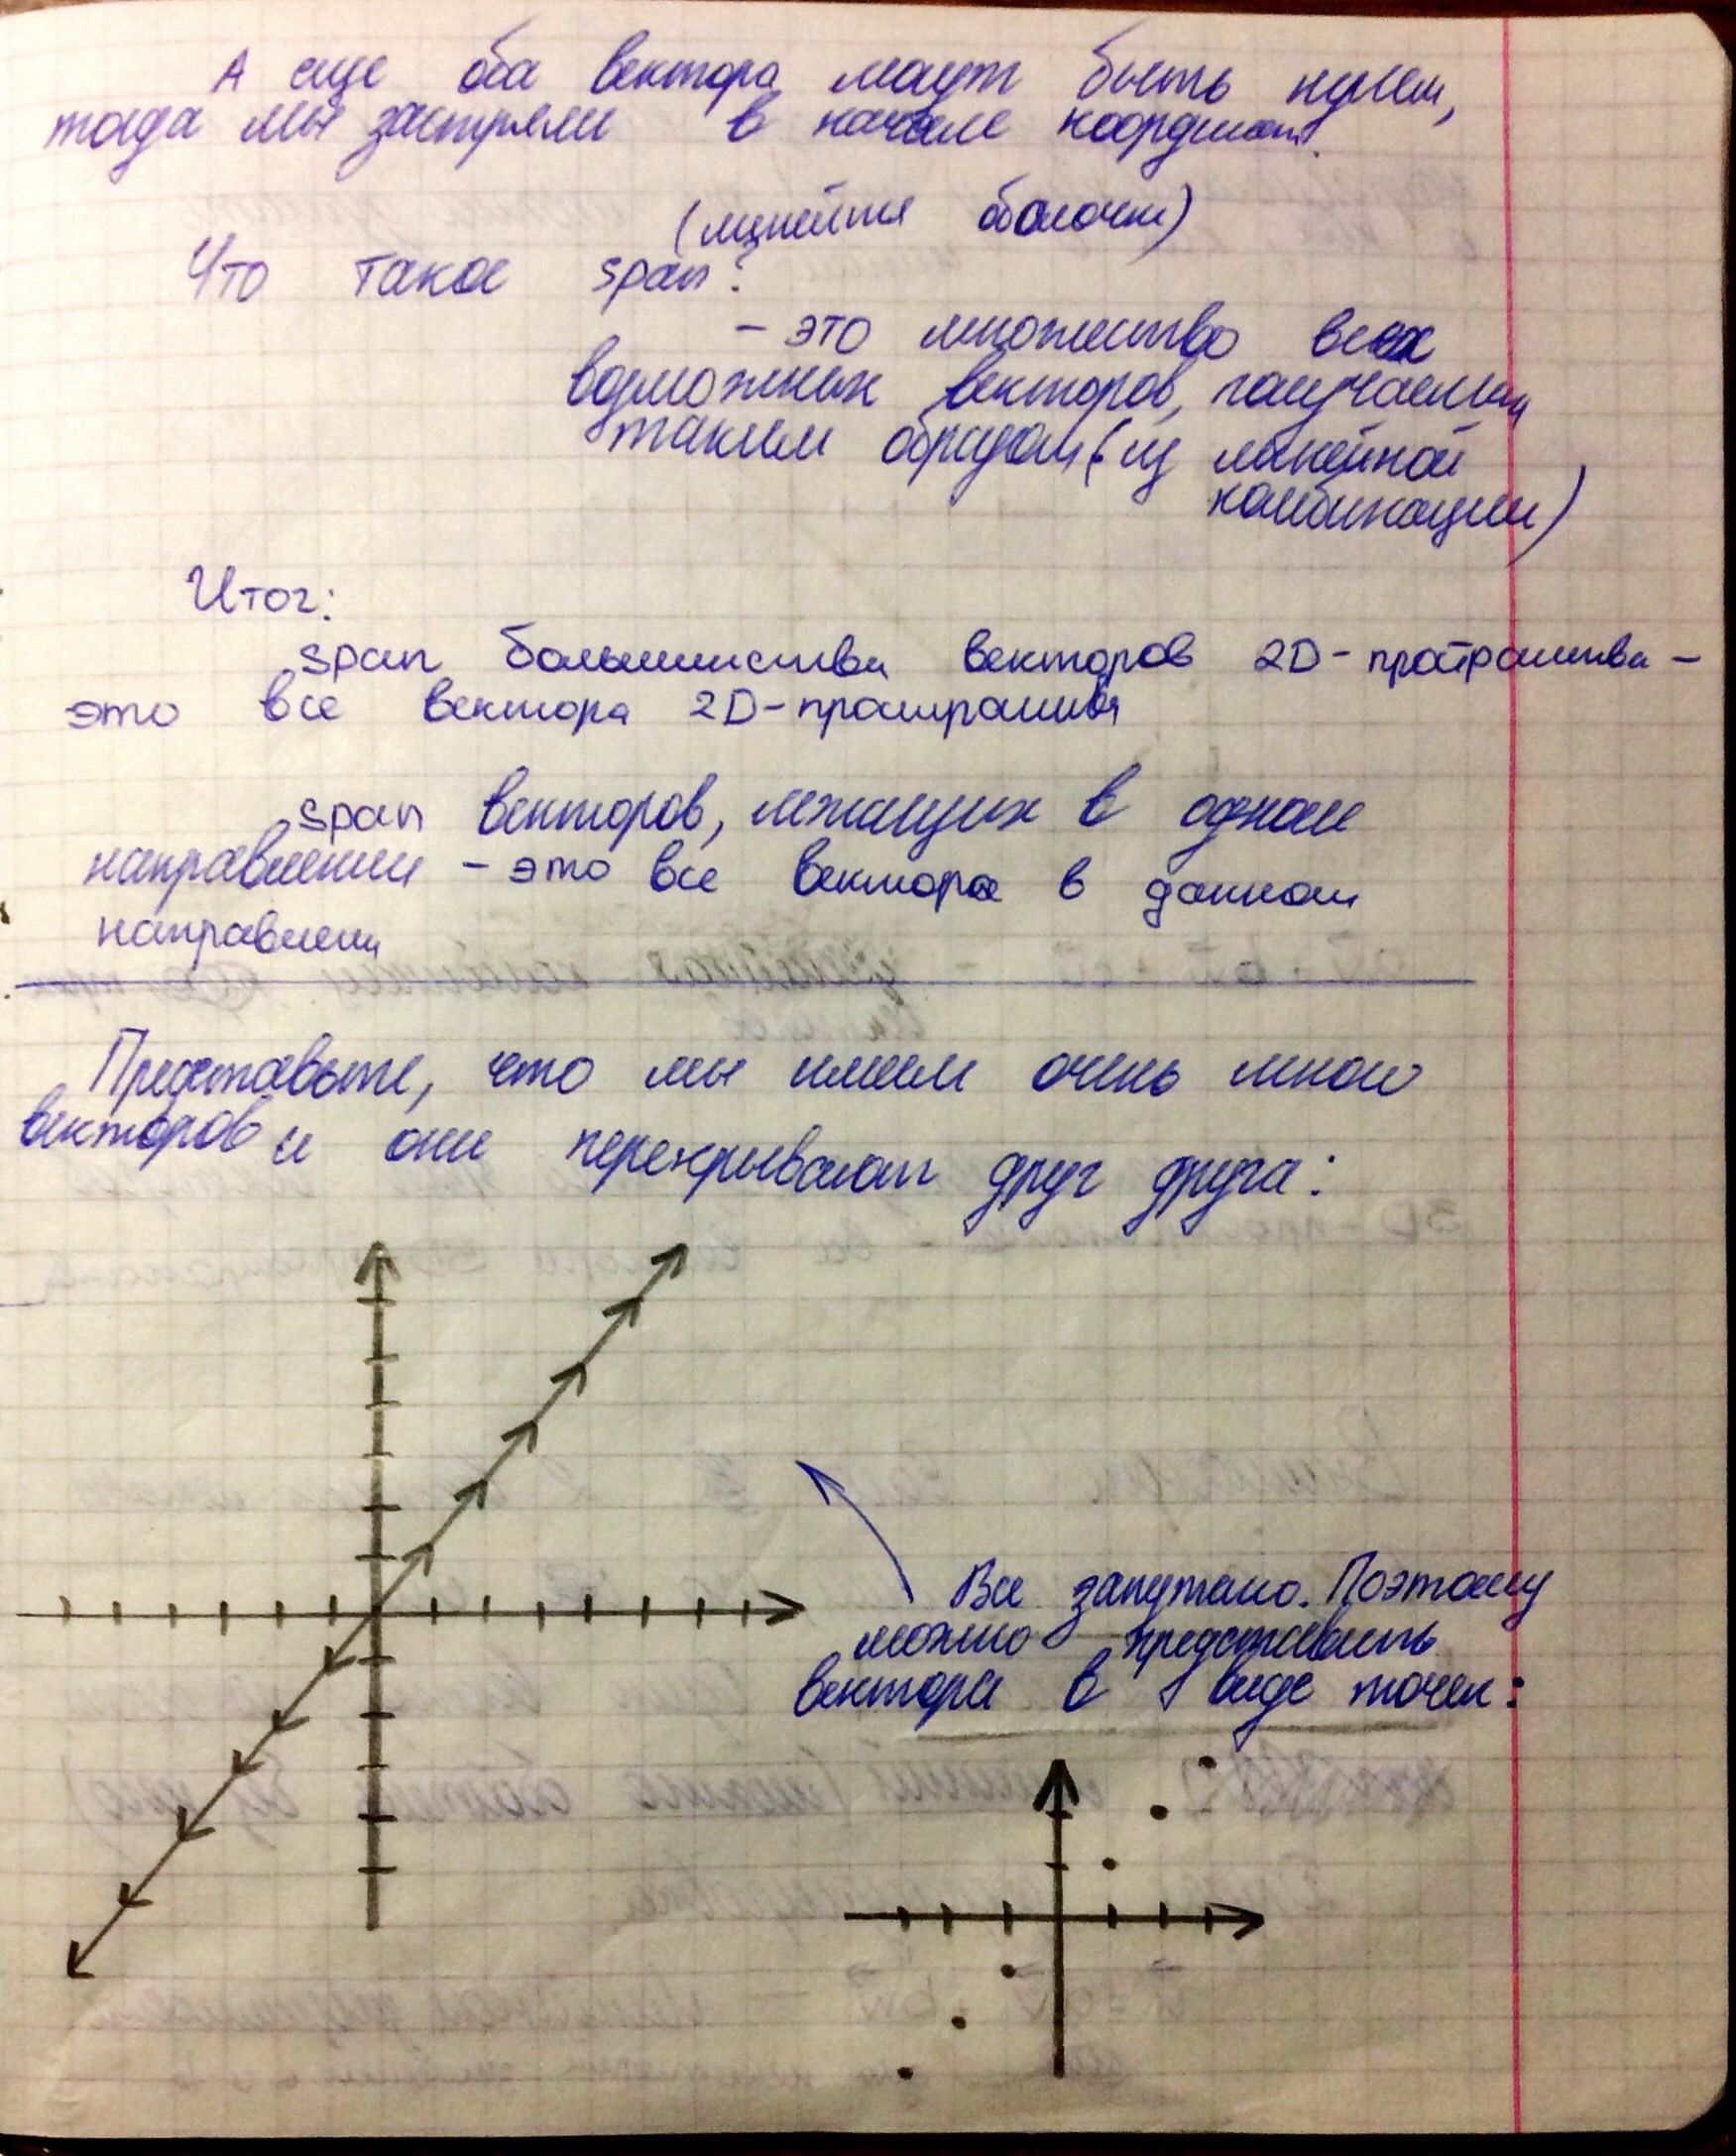 А еще оба вектора могут быть нулем,
тогда мы застряли в начале координат.
(линейная оболочка)
Что такое span?
- это множество всех
возможных векторов, получаемых
таким образом (из линейной
комбинации)
Итог:
span большинства векторов 2D-пространства -
это все вектора 2D-пространства
span векторов, лежащих в одном
направлении - это все вектора в данном
направлении
Представьте, что мы имеем очень много
векторов и они перекрывают друг друга:
Все запутано. Поэтому
можно представить
вектора в виде точек: